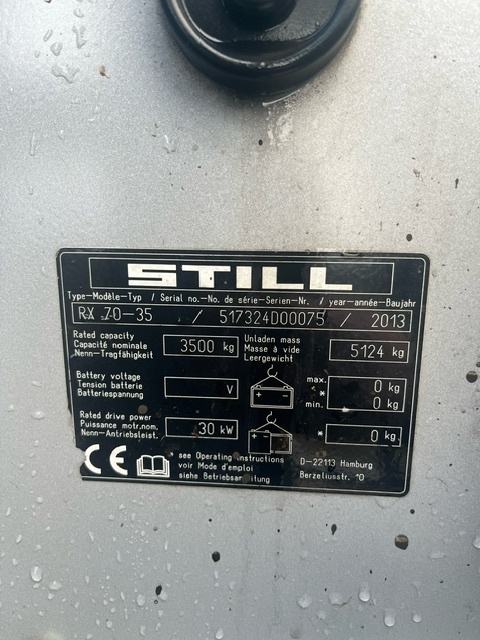 STILL
Type-Modèle-Typ / Serial no.-No. de série-Serien-Nr. / year-année-Baujahr
RX 70-35 / 517324D00075 / 2013
Rated capacity
Capacité nominale
Nenn-Tragfähigkeit
3500 kg
Unladen mass
Masse à vide
Leergewicht
5124 kg
Battery voltage
Tension batterie
Batteriespannung
V
max.
*
min.
0 kg
0 kg
Rated drive power
Puissance motr.nom.
Nenn-Antriebsleist.
30 kW
* 0 kg
CE
* see Operating instructions
voir Mode d'emploi
siehe Betriebsanleitung
D-22113 Hamburg
Berzeliusstr. 10